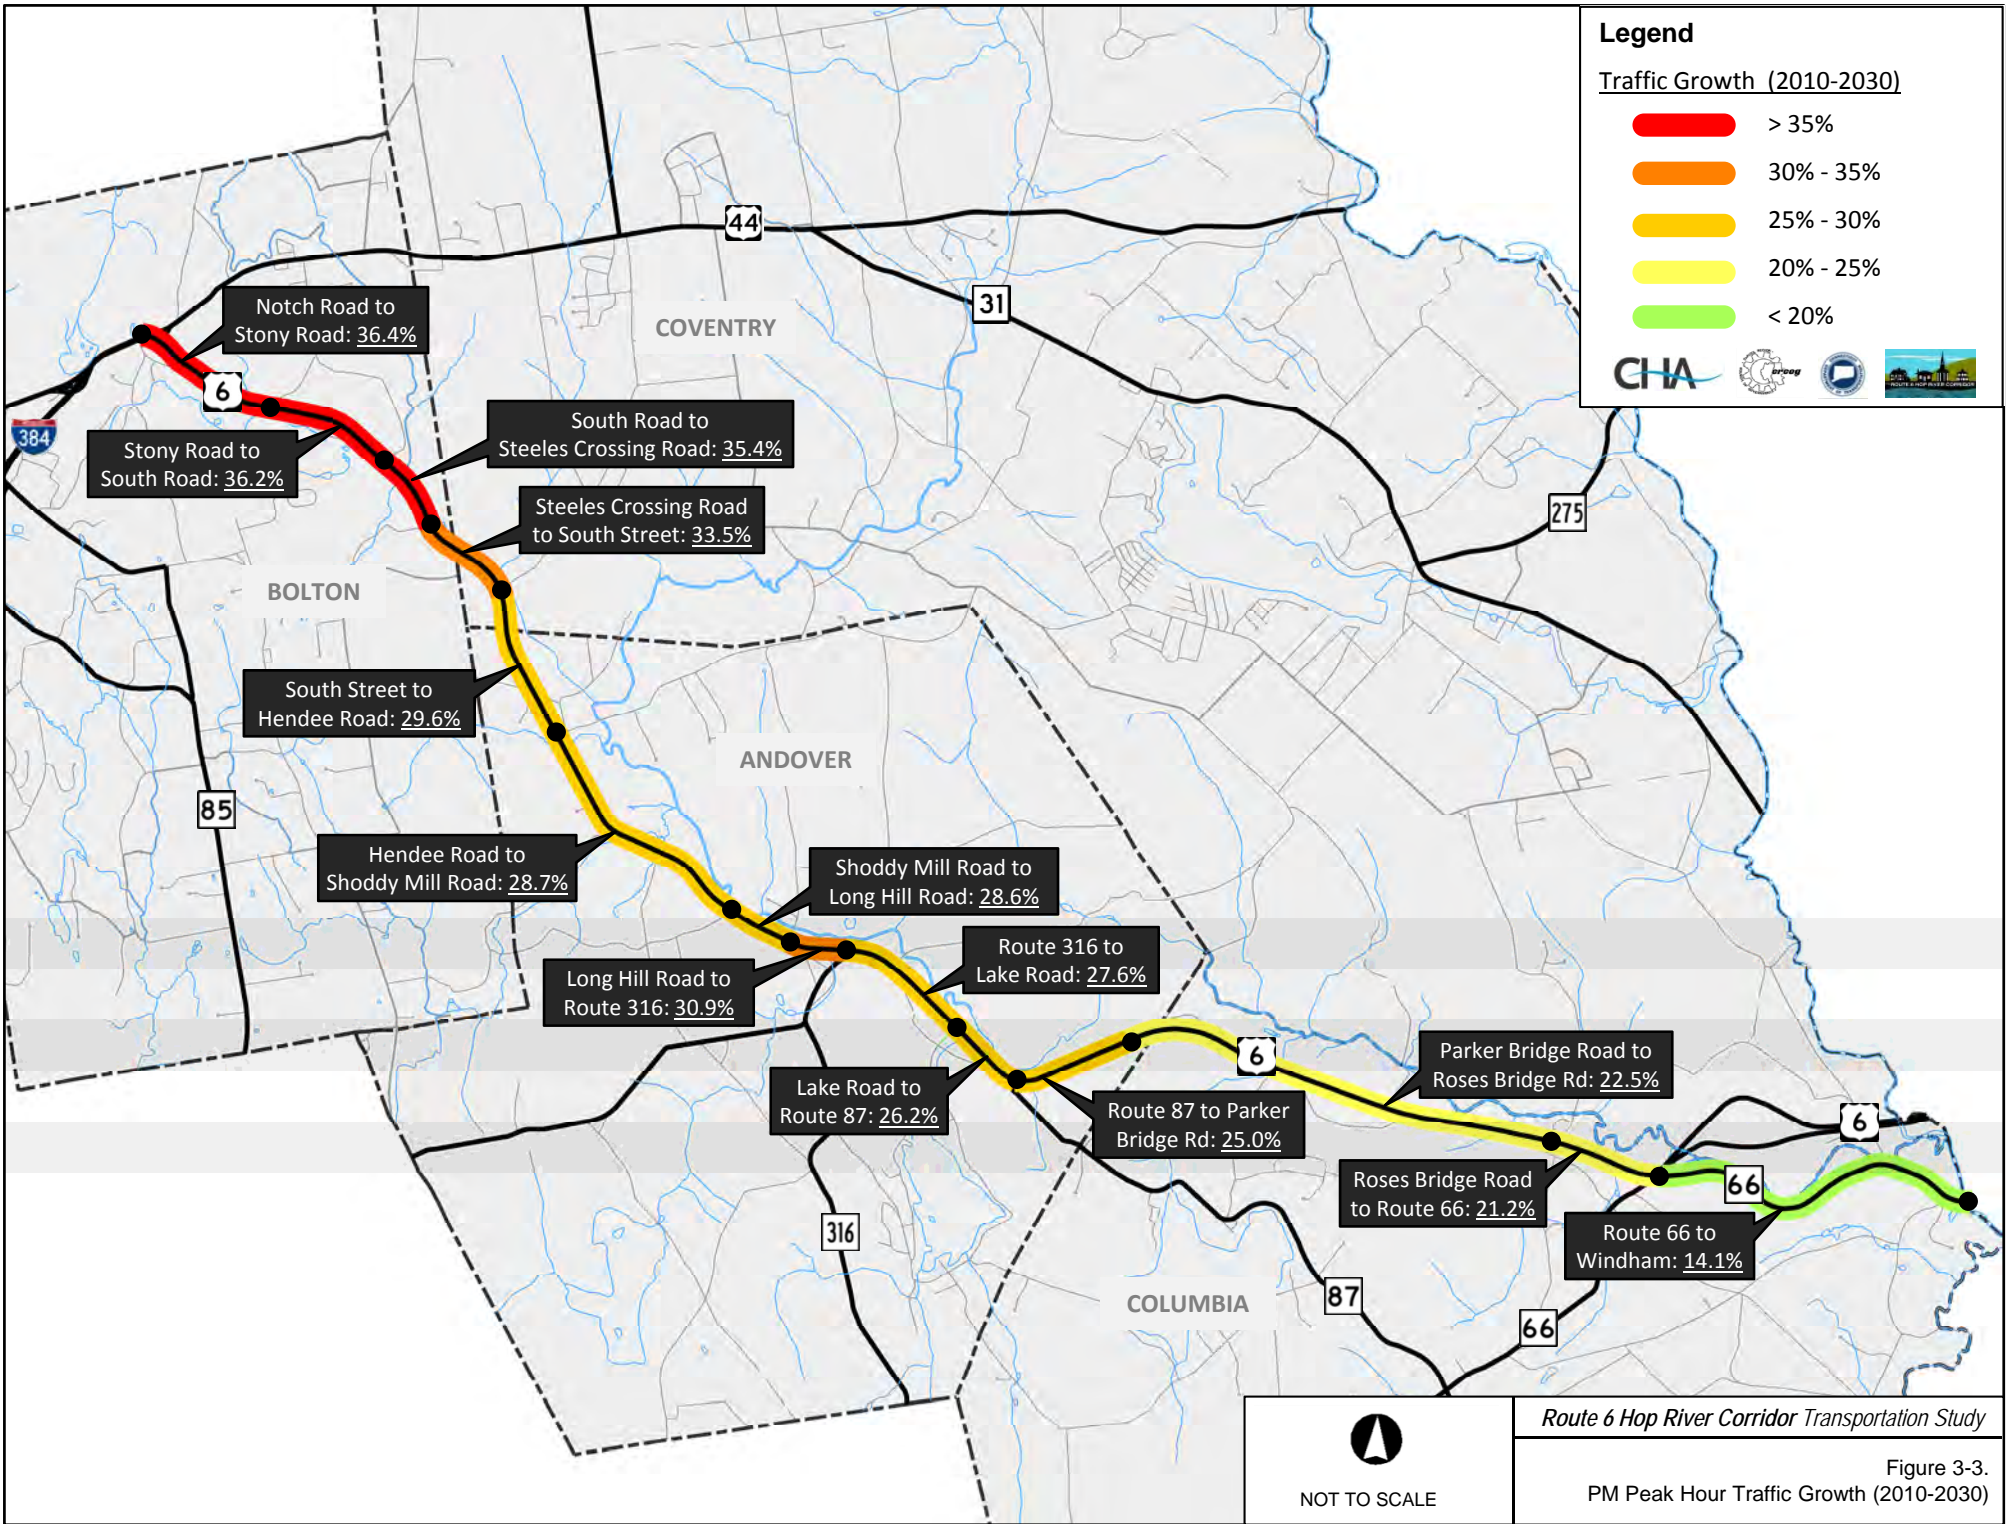 Legend
Traffic Growth (2010-2030)
> 35%
30% - 35%
25% - 30%
20% - 25%
< 20%
CHA
crcog
ROUTE 6 HOP RIVER CORRIDOR
44
31
COVENTRY
Notch Road to
Stony Road: 36.4%
6
384
Stony Road to
South Road: 36.2%
South Road to
Steeles Crossing Road: 35.4%
Steeles Crossing Road
to South Street: 33.5%
275
BOLTON
South Street to
Hendee Road: 29.6%
ANDOVER
85
Hendee Road to
Shoddy Mill Road: 28.7%
Shoddy Mill Road to
Long Hill Road: 28.6%
Long Hill Road to
Route 316: 30.9%
Route 316 to
Lake Road: 27.6%
6
Lake Road to
Route 87: 26.2%
Route 87 to Parker
Bridge Rd: 25.0%
Parker Bridge Road to
Roses Bridge Rd: 22.5%
6
Roses Bridge Road
to Route 66: 21.2%
66
Route 66 to
Windham: 14.1%
316
COLUMBIA
87
66
NOT TO SCALE
Route 6 Hop River Corridor Transportation Study
Figure 3-3.
PM Peak Hour Traffic Growth (2010-2030)